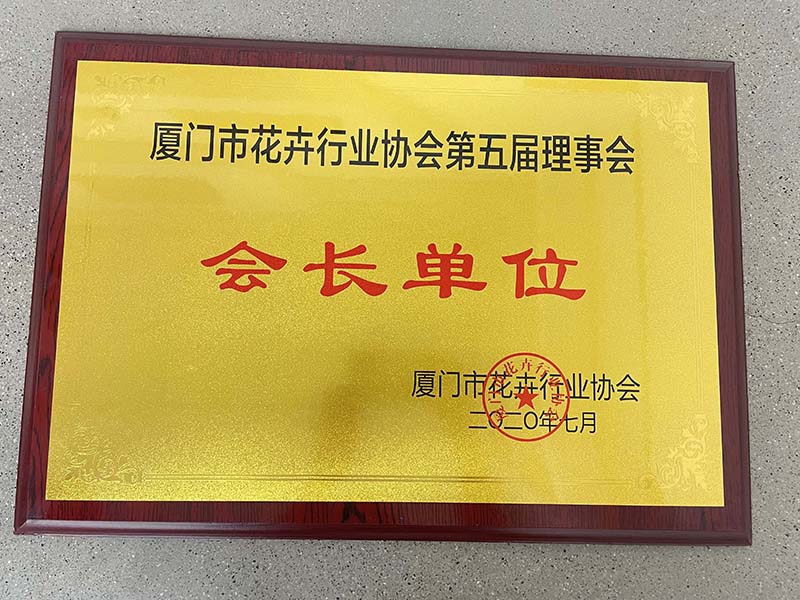 厦门市花卉行业协会第五届理事会
会长单位
厦门市花卉行业协会
二〇二〇年七月